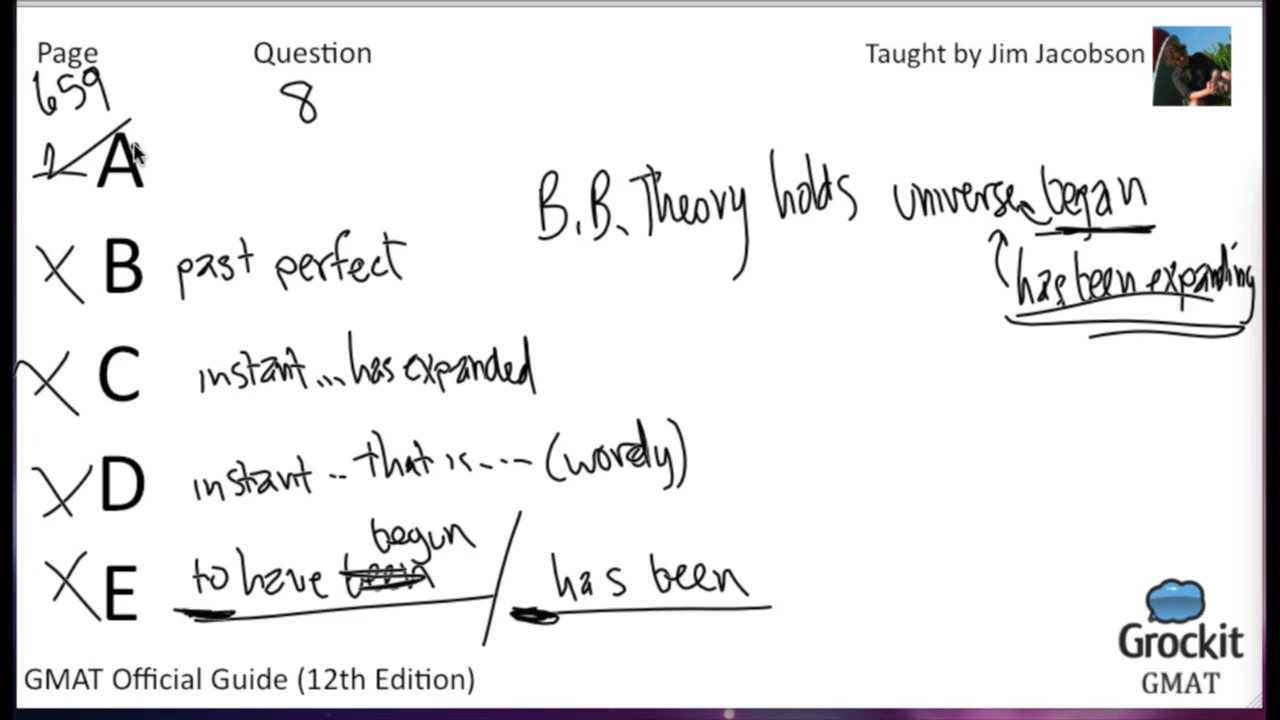 Page Question Taught by Jim Jacobson
659 8
A
B.B. Theory holds universe began
has been expanding
X B past perfect
X C instant... has expanded
X D instant .. that is --- (wordy)
begun
X E to have / has been
Grockit
GMAT
GMAT Official Guide (12th Edition)